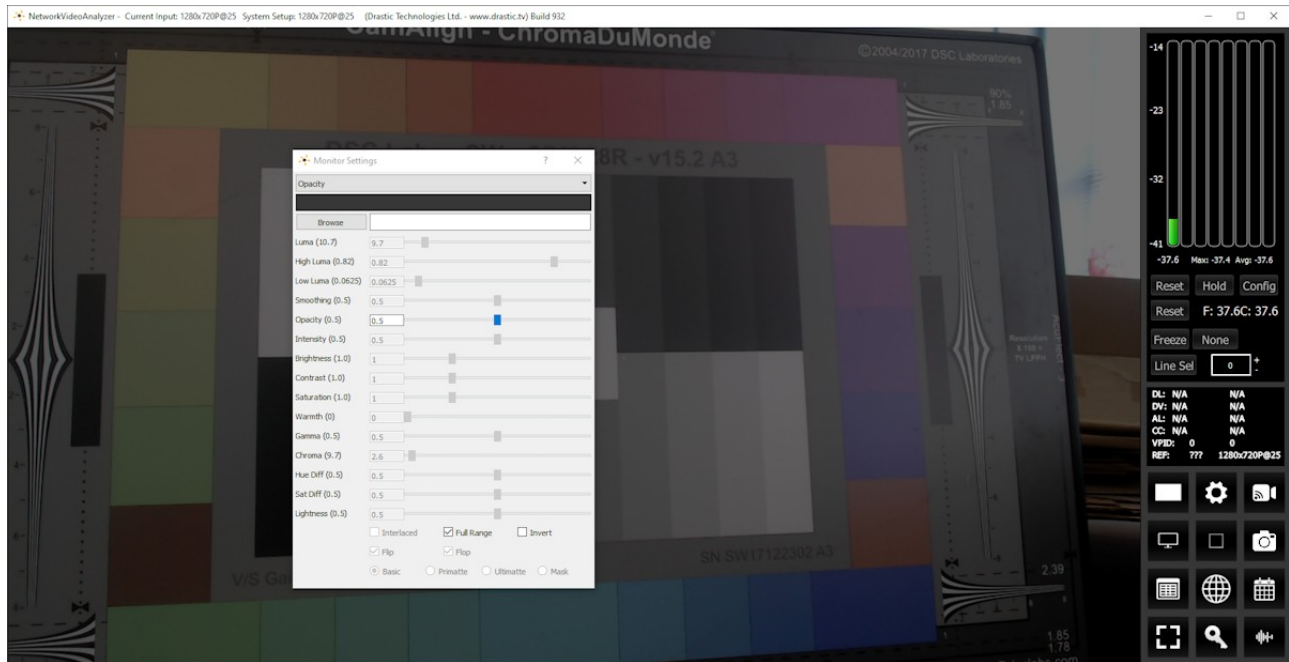 NetworkVideoAnalyzer - Current Input: 1280x720P@25 System Setup: 1280x720P@25 (Drastic Technologies Ltd. - www.drastic.tv) Build 932
CamAlign - ChromaDuMonde
©2004/2017 DSC Laboratories
90%
1.85
8R - v15.2 A3
Resolution
X 100 =
TV LPPH
SN SW17122302 A3
V/S Ga
2.39
1.85
1.78
Monitor Settings
?
Opacity
Browse
Luma (10.7) 9.7
High Luma (0.82) 0.82
Low Luma (0.0625) 0.0625
Smoothing (0.5) 0.5
Opacity (0.5) 0.5
Intensity (0.5) 0.5
Brightness (1.0) 1
Contrast (1.0) 1
Saturation (1.0) 1
Warmth (0) 0
Gamma (0.5) 0.5
Chroma (9.7) 2.6
Hue Diff (0.5) 0.5
Sat Diff (0.5) 0.5
Lightness (0.5) 0.5
Interlaced Full Range Invert
Flip Flop
Basic Primatte Ultimatte Mask
-14
-23
-32
-41
-37.6 Max: -37.4 Avg: -37.6
Reset Hold Config
Reset F: 37.6C: 37.6
Freeze None
Line Sel 0 + -
DL: N/A N/A
DV: N/A N/A
AL: N/A N/A
CC: N/A N/A
VPID: 0 0
REF: ??? 1280x720P@25